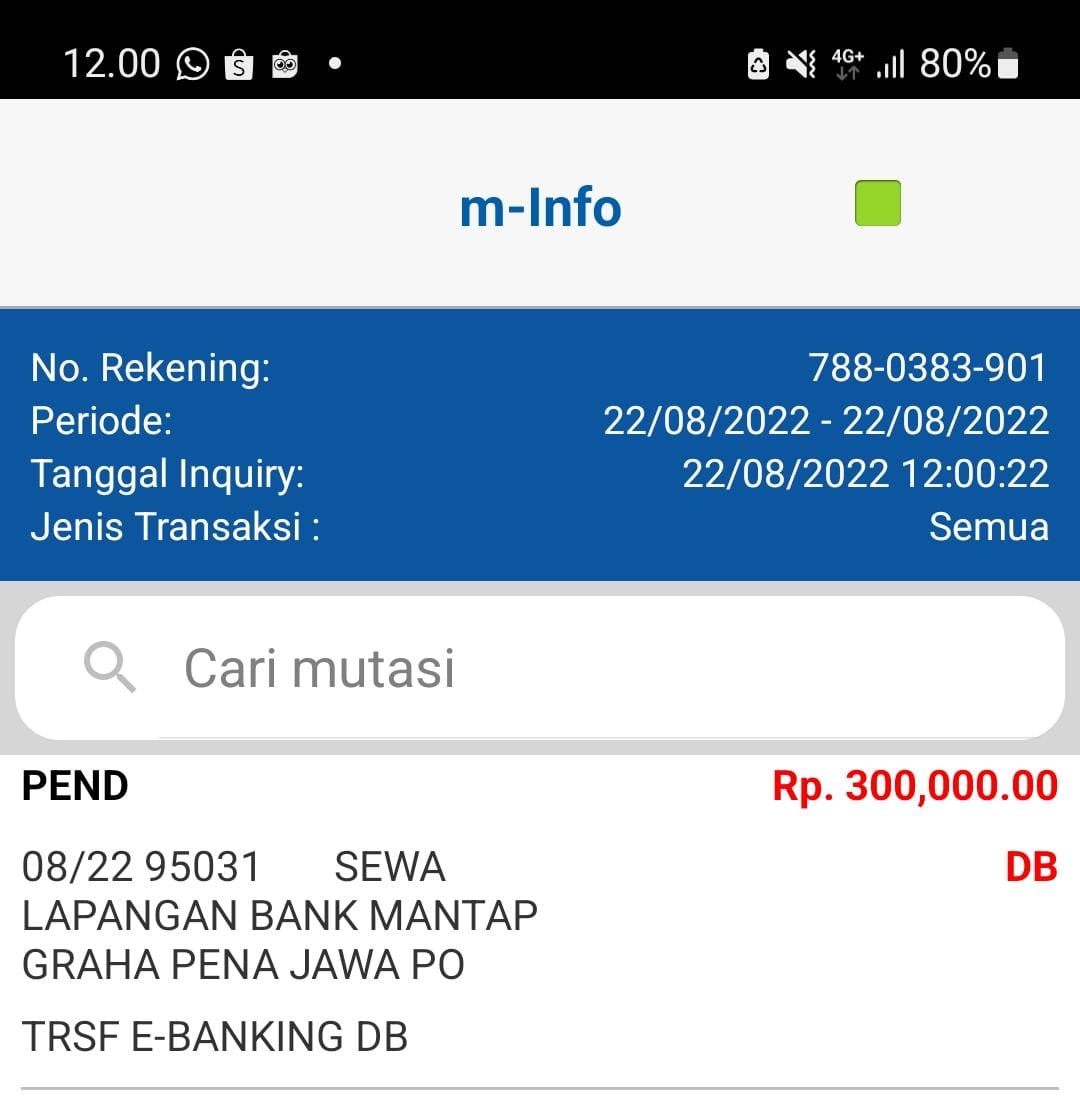 12.00 S 4G+ 80%
m-Info
No. Rekening: 788-0383-901
Periode: 22/08/2022 - 22/08/2022
Tanggal Inquiry: 22/08/2022 12:00:22
Jenis Transaksi : Semua
Cari mutasi
PEND Rp. 300,000.00
08/22 95031 SEWA DB
LAPANGAN BANK MANTAP
GRAHA PENA JAWA PO
TRSF E-BANKING DB